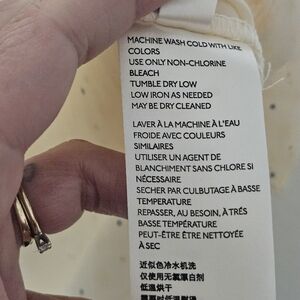 MACHINE WASH COLD WITH LIKE
COLORS
USE ONLY NON-CHLORINE
BLEACH
TUMBLE DRY LOW
LOW IRON AS NEEDED
MAY BE DRY CLEANED
LAVER À LA MACHINE À L'EAU
FROIDE AVEC COULEURS
SIMILAIRES
UTILISER UN AGENT DE
BLANCHIMENT SANS CHLORE SI
NÉCESSAIRE
SECHER PAR CULBUTAGE À BASSE
TEMPERATURE
REPASSER, AU BESOIN, À TRÉS
BASSE TEMPÉRATURE
PEUT-ÊTRE ÊTRE NETTOYÉE
À SEC
近似色冷水机洗
仅使用无氯漂白剂
低温烘干